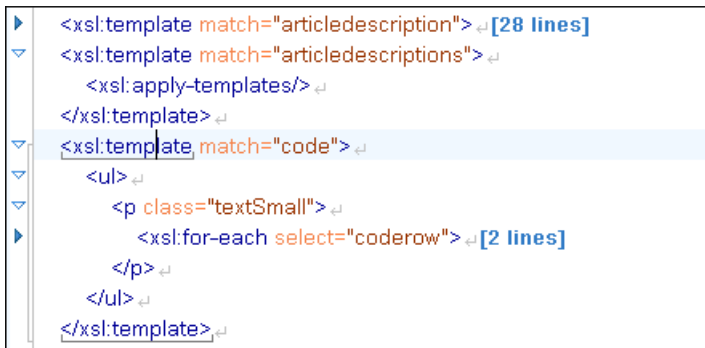 <xsl:template match="articledescription"> ↵[28 lines]
<xsl:template match="articledescriptions"> ↵
<xsl:apply-templates/> ↵
</xsl:template> ↵
<xsl:template match="code"> ↵
<ul> ↵
<p class="textSmall"> ↵
<xsl:for-each select="coderow"> ↵[2 lines]
</p> ↵
</ul> ↵
</xsl:template> ↵